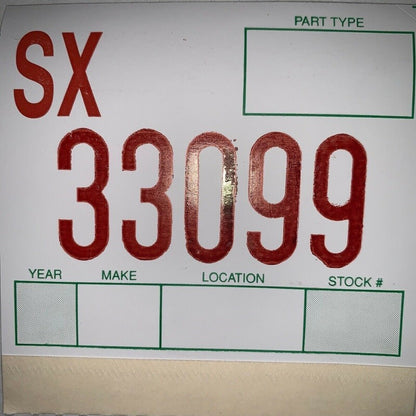 PART TYPE
SX
33099
YEAR MAKE LOCATION STOCK #